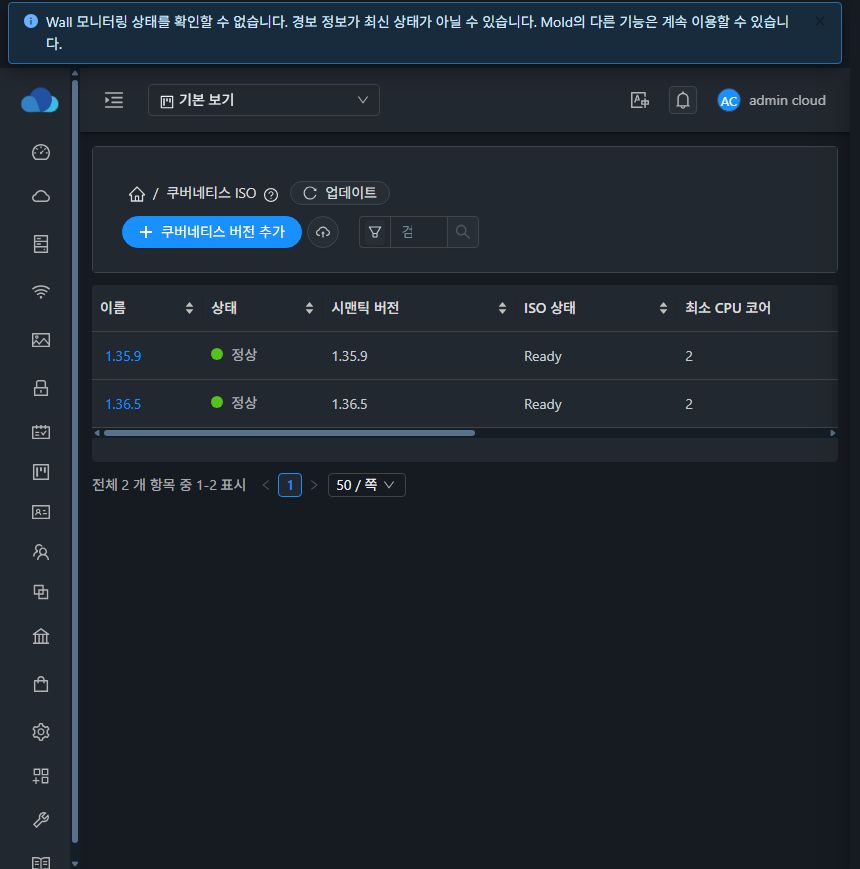 Wall 모니터링 상태를 확인할 수 없습니다. 경보 정보가 최신 상태가 아닐 수 있습니다. Mold의 다른 기능은 계속 이용할 수 있습니
다.
기본 보기
AC admin cloud
/ 쿠버네티스 ISO
업데이트
쿠버네티스 버전 추가
검
이름 상태 시맨틱 버전 ISO 상태 최소 CPU 코어
1.35.9 정상 1.35.9 Ready 2
1.36.5 정상 1.36.5 Ready 2
전체 2 개 항목 중 1-2 표시 < 1 > 50 / 쪽